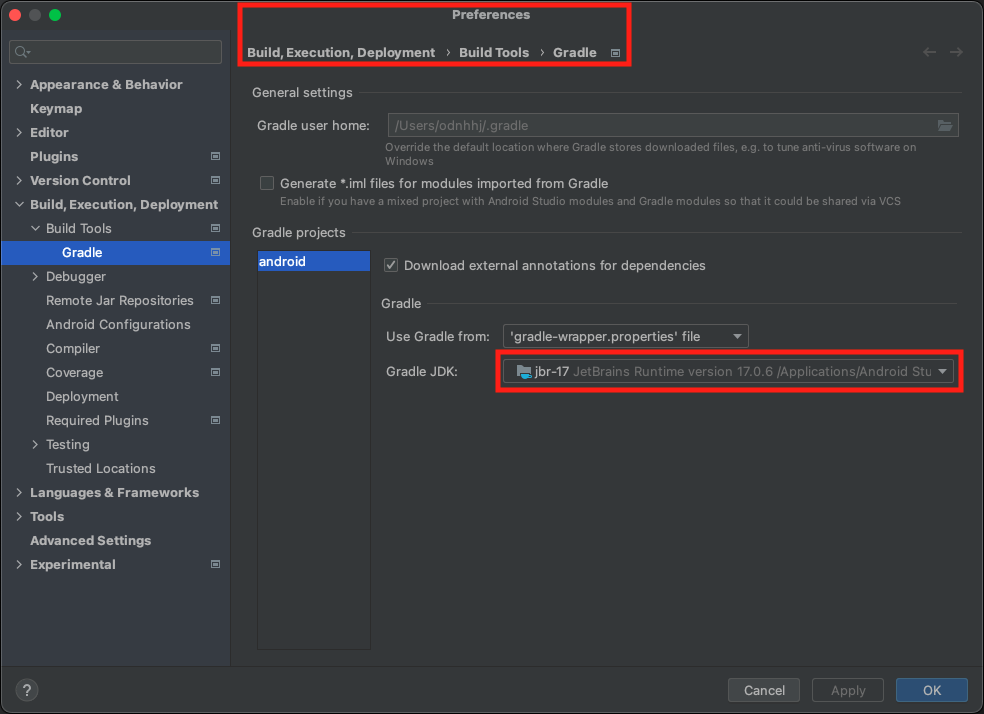 Preferences
Build, Execution, Deployment › Build Tools › Gradle
Appearance & Behavior
Keymap
Editor
Plugins
Version Control
Build, Execution, Deployment
Build Tools
Gradle
Debugger
Remote Jar Repositories
Android Configurations
Compiler
Coverage
Deployment
Required Plugins
Testing
Trusted Locations
Languages & Frameworks
Tools
Advanced Settings
Experimental
General settings
Gradle user home: /Users/odnhhj/.gradle
Override the default location where Gradle stores downloaded files, e.g. to tune anti-virus software on
Windows
Generate *.iml files for modules imported from Gradle
Enable if you have a mixed project with Android Studio modules and Gradle modules so that it could be shared via VCS
Gradle projects
android
Download external annotations for dependencies
Gradle
Use Gradle from: 'gradle-wrapper.properties' file
Gradle JDK: jbr-17 JetBrains Runtime version 17.0.6 /Applications/Android Stu
? Cancel Apply OK